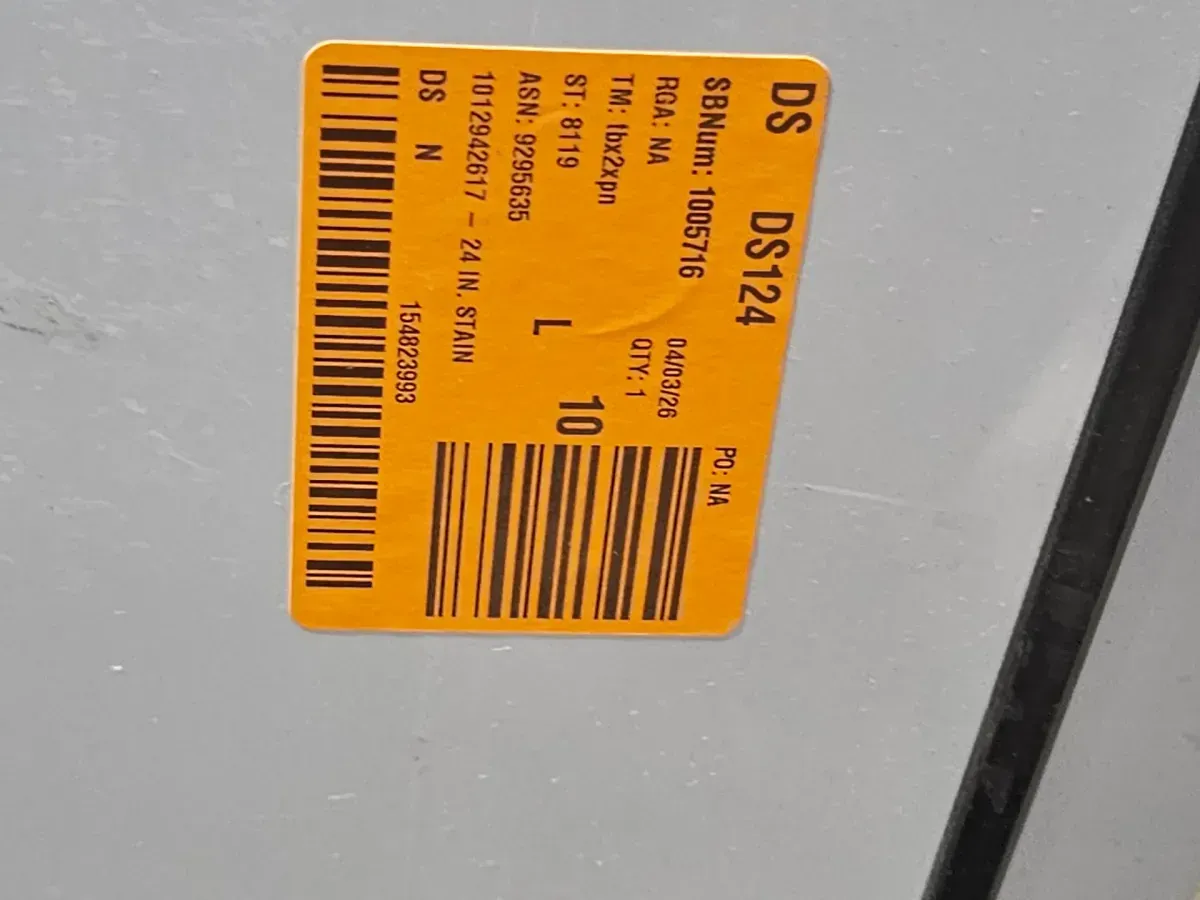 DS DS124
SBNum: 1005716 PO: NA
RGA: NA 04/03/26
TM: tbx2xpn QTY: 1
ST: 8119 10
ASN: 9295635 L
1012942617 - 24 IN. STAIN
DS N 154823993